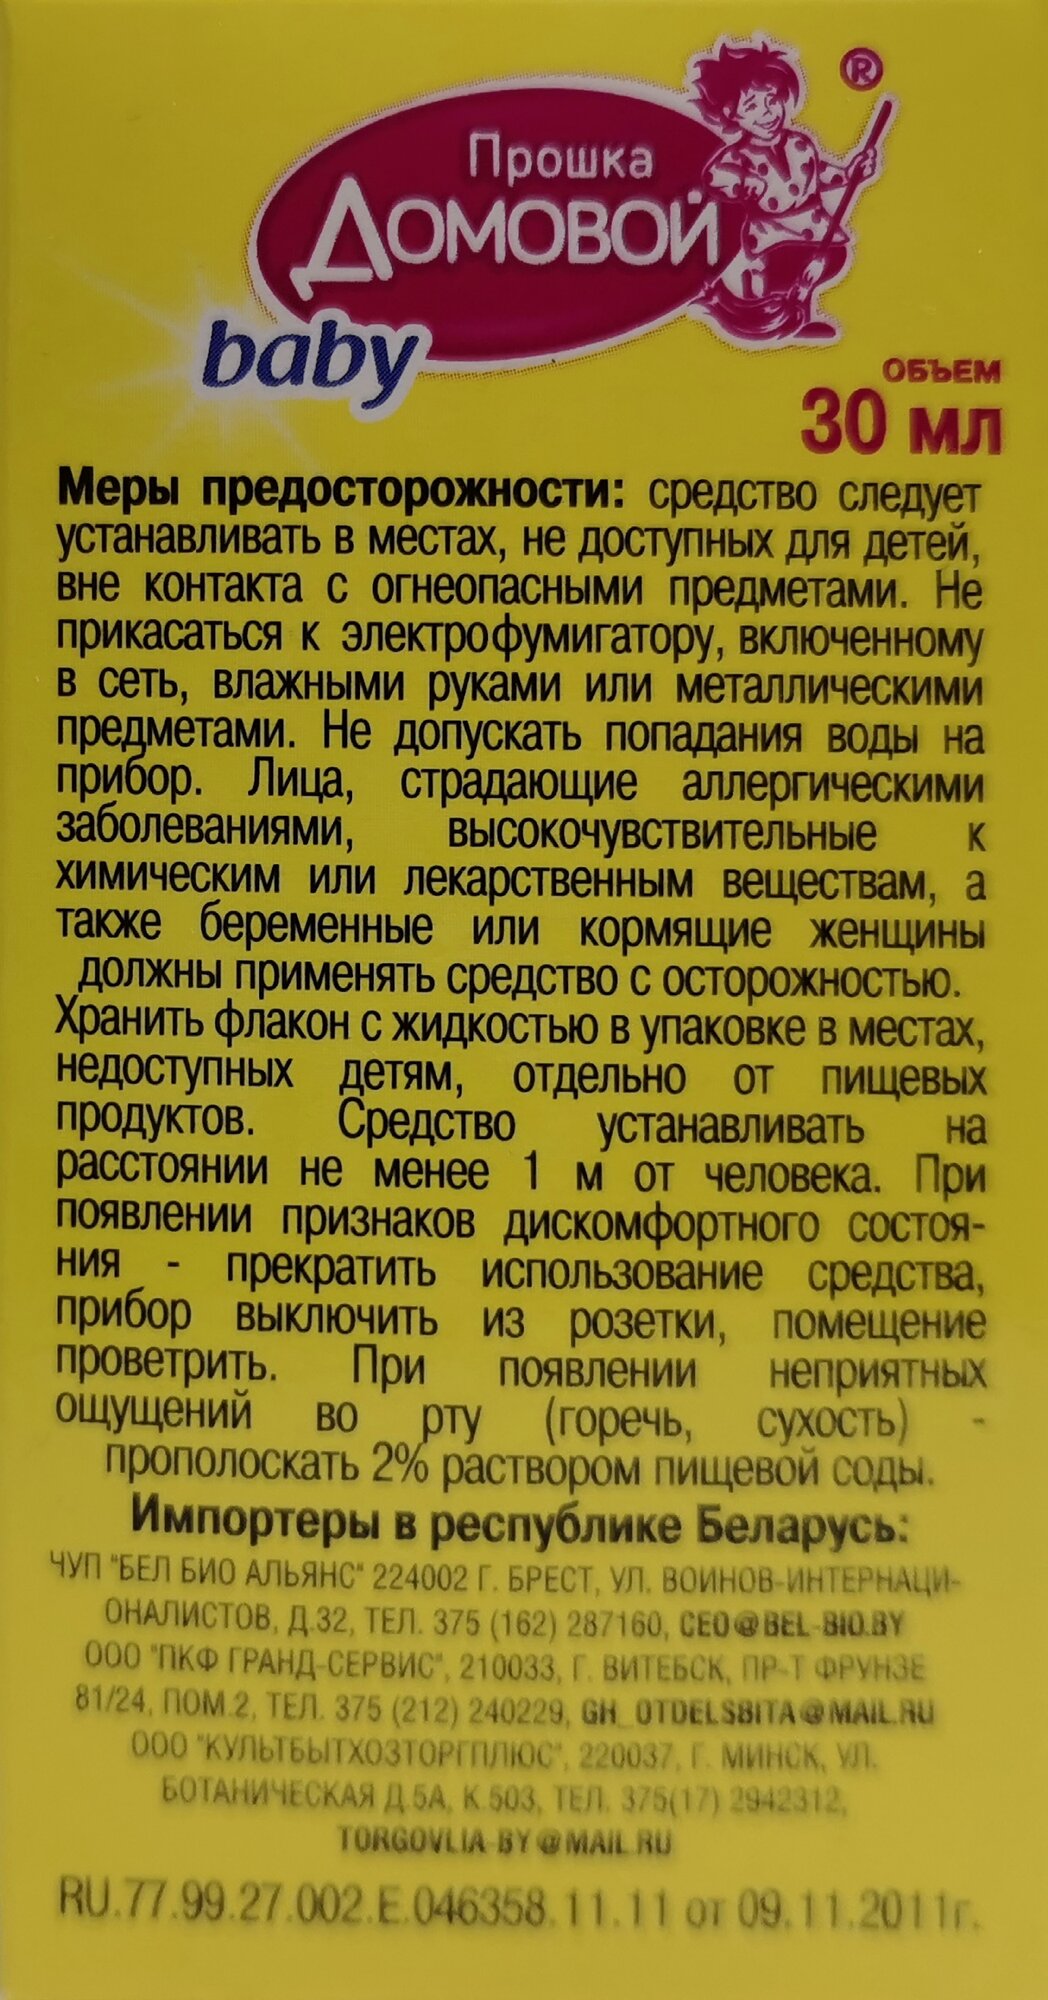 ®
Прошка
Домовой
baby
ОБЪЕМ
30 мл
Меры предосторожности: средство следует
устанавливать в местах, не доступных для детей,
вне контакта с огнеопасными предметами. Не
прикасаться к электрофумигатору, включенному
в сеть, влажными руками или металлическими
предметами. Не допускать попадания воды на
прибор. Лица, страдающие аллергическими
заболеваниями, высокочувствительные к
химическим или лекарственным веществам, а
также беременные или кормящие женщины
должны применять средство с осторожностью.
Хранить флакон с жидкостью в упаковке в местах,
недоступных детям, отдельно от пищевых
продуктов. Средство устанавливать на
расстоянии не менее 1 м от человека. При
появлении признаков дискомфортного состоя-
ния - прекратить использование средства,
прибор выключить из розетки, помещение
проветрить. При появлении неприятных
ощущений во рту (горечь, сухость) -
прополоскать 2% раствором пищевой соды.
Импортеры в республике Беларусь:
ЧУП "БЕЛ БИО АЛЬЯНС" 224002 Г. БРЕСТ, УЛ. ВОИНОВ-ИНТЕРНАЦИ-
ОНАЛИСТОВ, Д.32, ТЕЛ. 375 (162) 287160, CEO@BEL-BIO.BY
ООО "ПКФ ГРАНД-СЕРВИС", 210033, Г. ВИТЕБСК, ПР-Т ФРУНЗЕ
81/24, ПОМ.2, ТЕЛ. 375 (212) 240229, GH_OTDELSBITA@MAIL.RU
ООО "КУЛЬТБЫТХОЗТОРГПЛЮС", 220037, Г. МИНСК, УЛ.
БОТАНИЧЕСКАЯ Д.5А, К.503, ТЕЛ. 375(17) 2942312,
TORGOVLIA-BY@MAIL.RU
RU.77.99.27.002.Е.046358.11.11 от 09.11.2011г.